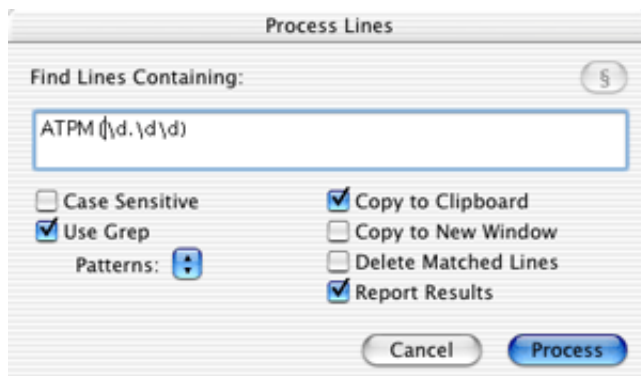 Process Lines
Find Lines Containing:
§
ATPM (\d.\d\d)
Case Sensitive
Copy to Clipboard
Use Grep
Copy to New Window
Patterns:
Delete Matched Lines
Report Results
Cancel
Process